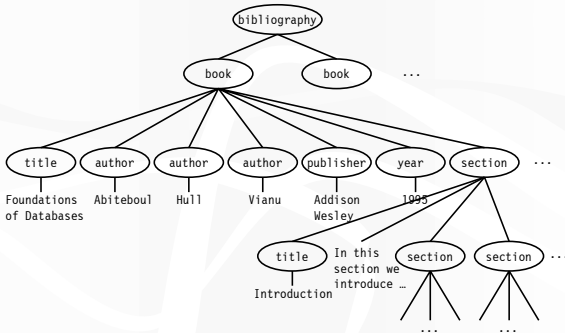 bibliography
book
book
...
title
author
author
author
publisher
year
section
...
Foundations
of Databases
Abiteboul
Hull
Vianu
Addison
Wesley
1995
title
In this
section we
introduce …
section
section
...
Introduction
...
...